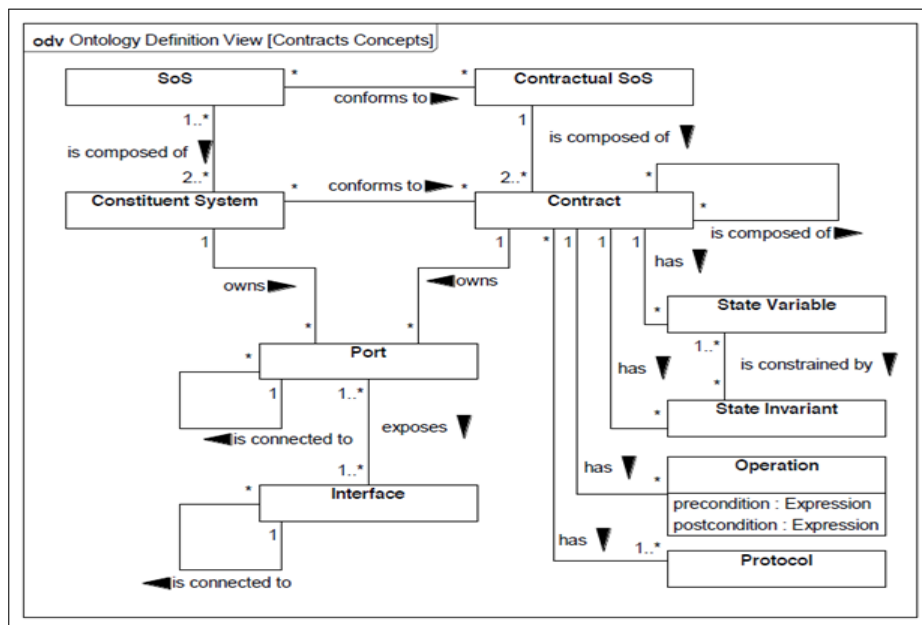 odv Ontology Definition View [Contracts Concepts]
SoS
* *
Contractual SoS
conforms to
1..*
1
is composed of
is composed of
2..*
2..*
Constituent System
* *
conforms to
Contract
*
*
is composed of
1
1
*
1
1
1
has
owns
owns
*
*
*
State Variable
Port
1..*
is constrained by
*
*
1
1..*
has
*
State Invariant
is connected to
exposes
1..*
has
*
Operation
precondition : Expression
postcondition : Expression
Interface
*
1
has
1..*
Protocol
is connected to